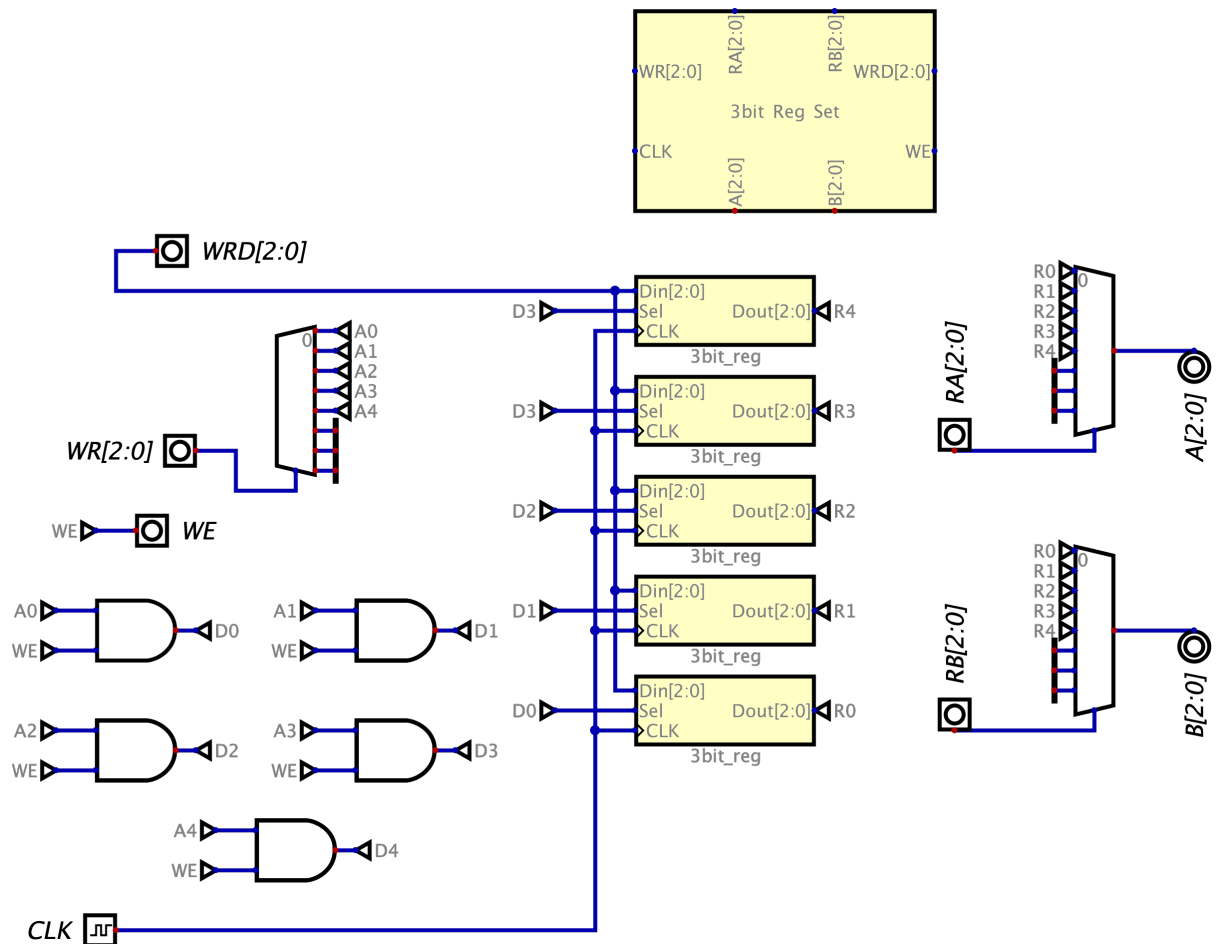 RA[2:0]
RB[2:0]
WR[2:0]
WRD[2:0]
3bit Reg Set
CLK
WE
A[2:0]
B[2:0]
WRD[2:0]
0
A0
A1
A2
A3
A4
WR[2:0]
WE
WE
A0
WE
D0
A1
WE
D1
A2
WE
D2
A3
WE
D3
A4
WE
D4
CLK
D3
Din[2:0]
Sel
CLK
Dout[2:0]
R4
3bit_reg
D3
Din[2:0]
Sel
CLK
Dout[2:0]
R3
3bit_reg
D2
Din[2:0]
Sel
CLK
Dout[2:0]
R2
3bit_reg
D1
Din[2:0]
Sel
CLK
Dout[2:0]
R1
3bit_reg
D0
Din[2:0]
Sel
CLK
Dout[2:0]
R0
3bit_reg
R0
R1
R2
R3
R4
0
RA[2:0]
A[2:0]
R0
R1
R2
R3
R4
0
RB[2:0]
B[2:0]